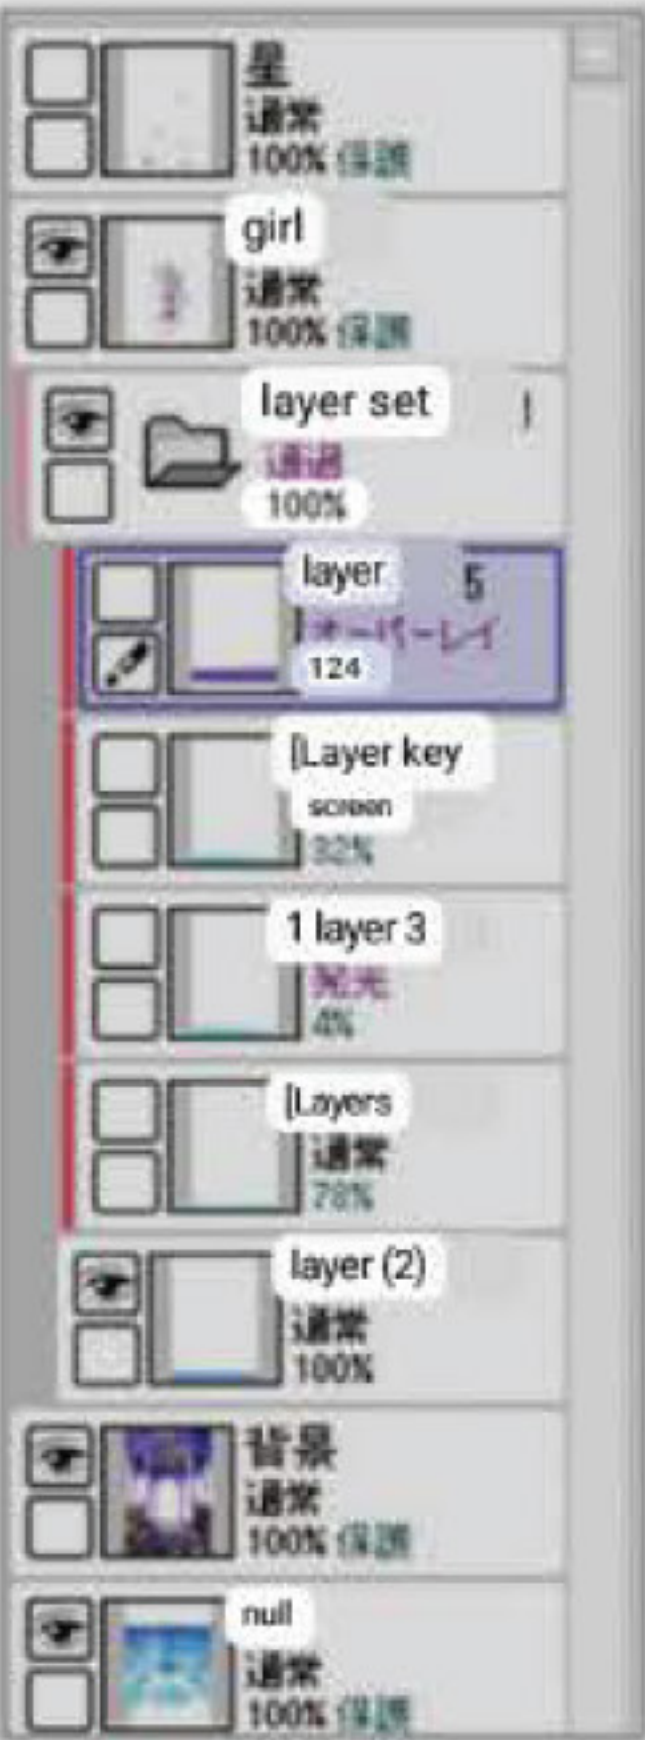 星
通常
100% 保護
girl
通常
100% 保護
layer set
通過
100%
layer 5
オーバーレイ
124
[Layer key
screen
32%
1 layer 3
発光
4%
[Layers
通常
78%
layer (2)
通常
100%
背景
通常
100% 保護
null
通常
100% 保護